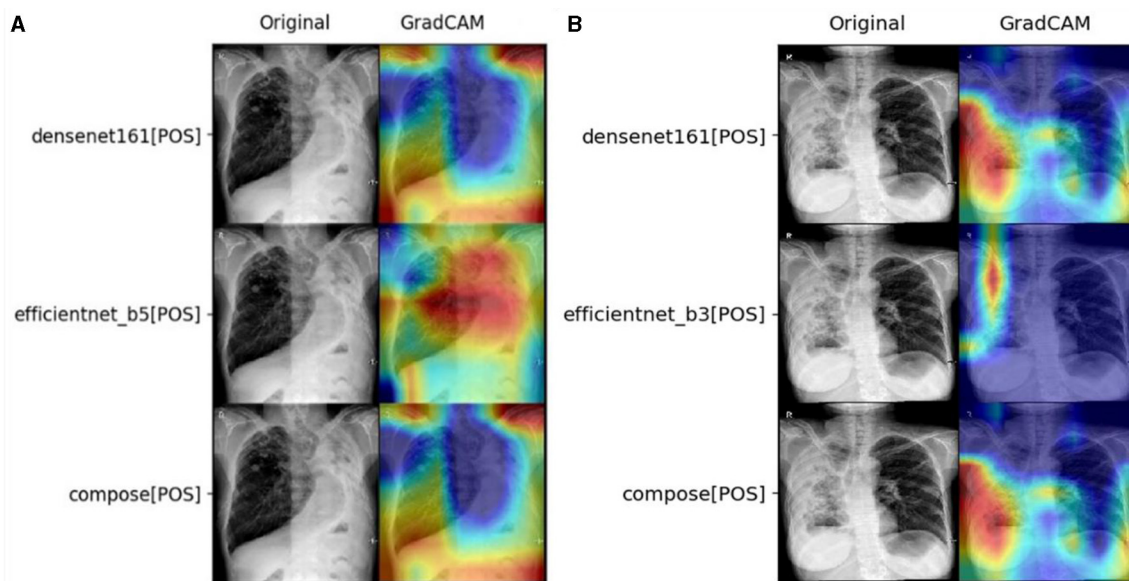 A
Original
GradCAM
densenet161[POS]
efficientnet_b5[POS]
compose[POS]
B
Original
GradCAM
densenet161[POS]
R
efficientnet_b3[POS]
R
compose[POS]
R